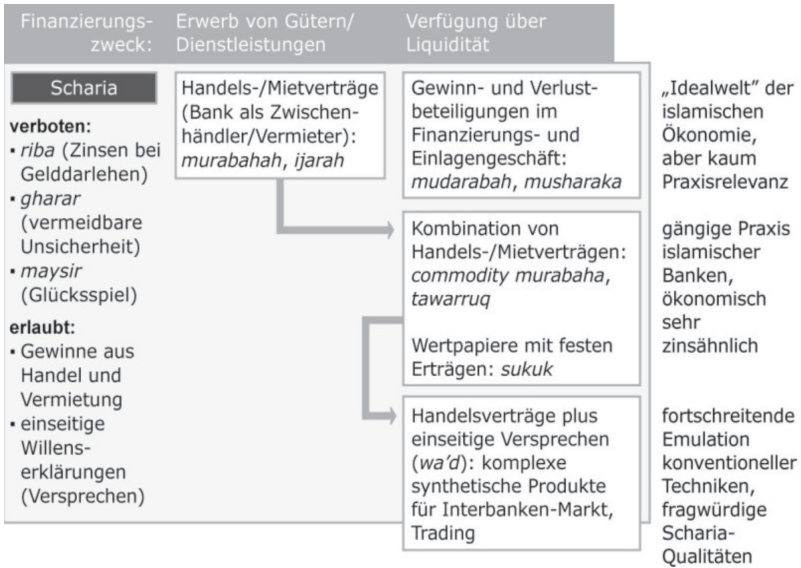 Finanzierungs-
zweck:
Erwerb von Gütern/
Dienstleistungen
Verfügung über
Liquidität
Scharia
verboten:
▪ riba (Zinsen bei
Gelddarlehen)
▪ gharar
(vermeidbare
Unsicherheit)
▪ maysir
(Glücksspiel)
erlaubt:
▪ Gewinne aus
Handel und
Vermietung
▪ einseitige
Willens-
erklärungen
(Versprechen)
Handels-/Mietverträge
(Bank als Zwischen-
händler/Vermieter):
murabahah, ijarah
Gewinn- und Verlust-
beteiligungen im
Finanzierungs- und
Einlagengeschäft:
mudarabah, musharaka
„Idealwelt” der
islamischen
Ökonomie,
aber kaum
Praxisrelevanz
Kombination von
Handels-/Mietverträgen:
commodity murabaha,
tawarruq
Wertpapiere mit festen
Erträgen: sukuk
gängige Praxis
islamischer
Banken,
ökonomisch
sehr
zinsähnlich
Handelsverträge plus
einseitige Versprechen
(wa’d): komplexe
synthetische Produkte
für Interbanken-Markt,
Trading
fortschreitende
Emulation
konventioneller
Techniken,
fragwürdige
Scharia-
Qualitäten